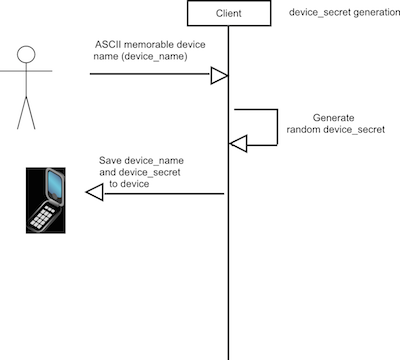 Client
device_secret generation
ASCII memorable device
name (device_name)
Generate
random device_secret
Save device_name
and device_secret
to device